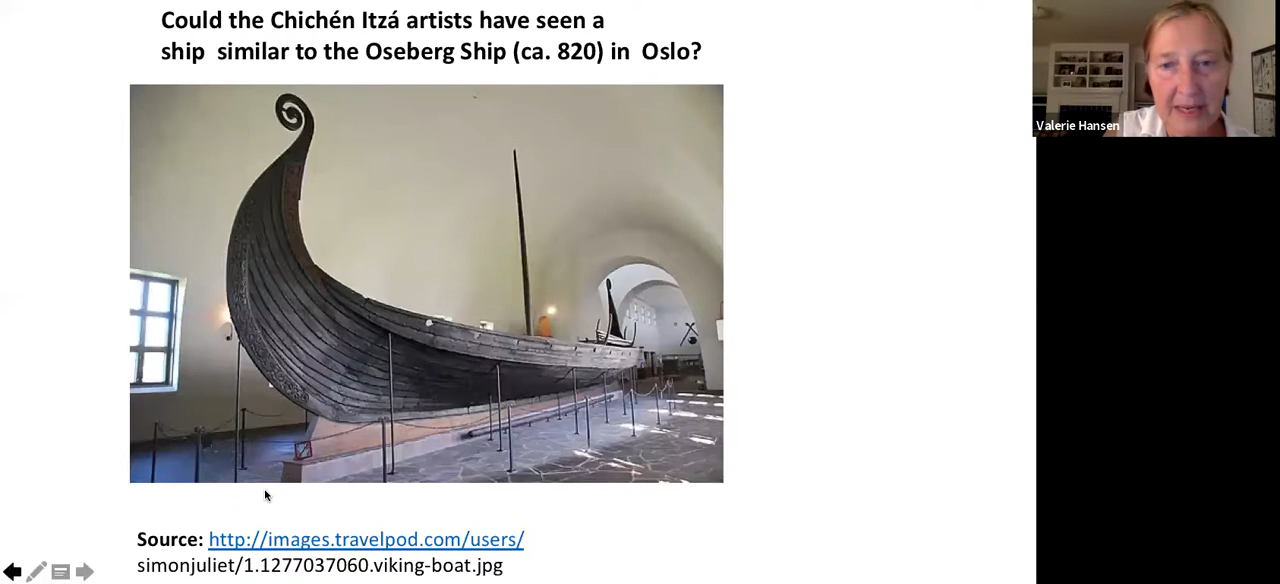 Could the Chichén Itzá artists have seen a
ship similar to the Oseberg Ship (ca. 820) in Oslo?
Valerie Hansen
Source: http://images.travelpod.com/users/
simonjuliet/1.1277037060.viking-boat.jpg